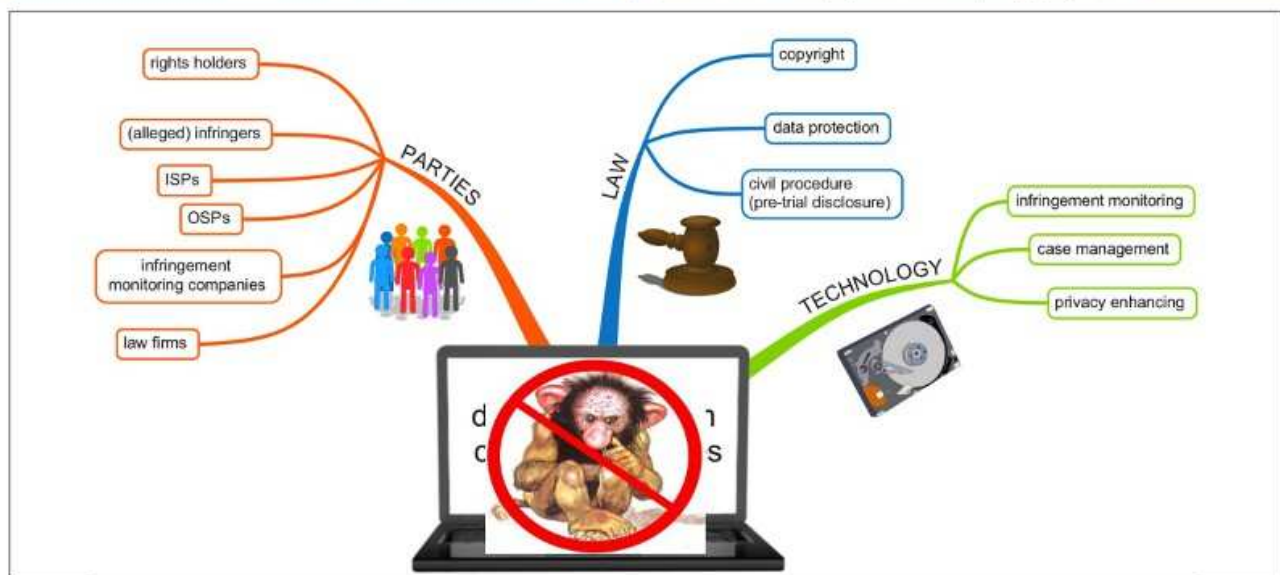 rights holders
(alleged) infringers
ISPs
OSPs
infringement
monitoring companies
law firms
PARTIES
LAW
copyright
data protection
civil procedure
(pre-trial disclosure)
TECHNOLOGY
infringement monitoring
case management
privacy enhancing